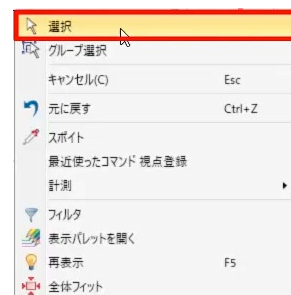 選択
グループ選択
キャンセル(C) Esc
元に戻す Ctrl+Z
スポイト
最近使ったコマンド 視点登録
計測
フィルタ
表示パレットを開く
再表示 F5
全体フィット